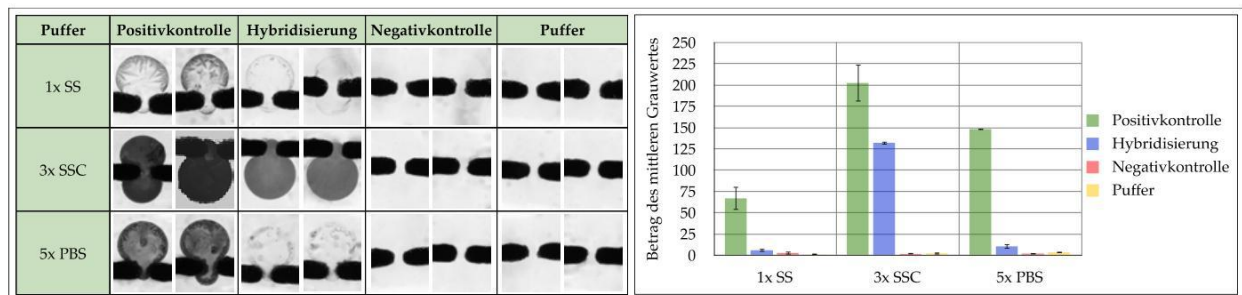 Puffer Positivkontrolle Hybridisierung Negativkontrolle Puffer
1x SS
3x SSC
5x PBS
Betrag des mittleren Grauwertes
250
225
200
175
150
125
100
75
50
25
0
1x SS 3x SSC 5x PBS
Positivkontrolle
Hybridisierung
Negativkontrolle
Puffer